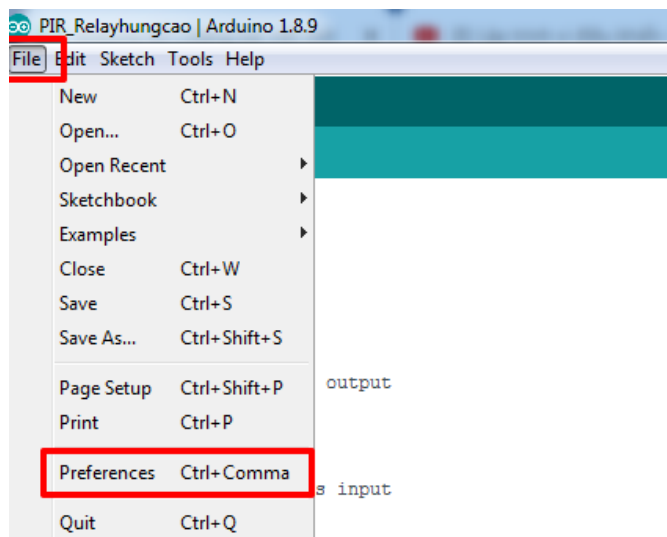 PIR_Relayhungcao | Arduino 1.8.9
File Edit Sketch Tools Help
New Ctrl+N
Open... Ctrl+O
Open Recent
Sketchbook
Examples
Close Ctrl+W
Save Ctrl+S
Save As... Ctrl+Shift+S
Page Setup Ctrl+Shift+P
output
Print Ctrl+P
Preferences Ctrl+Comma
s input
Quit Ctrl+Q